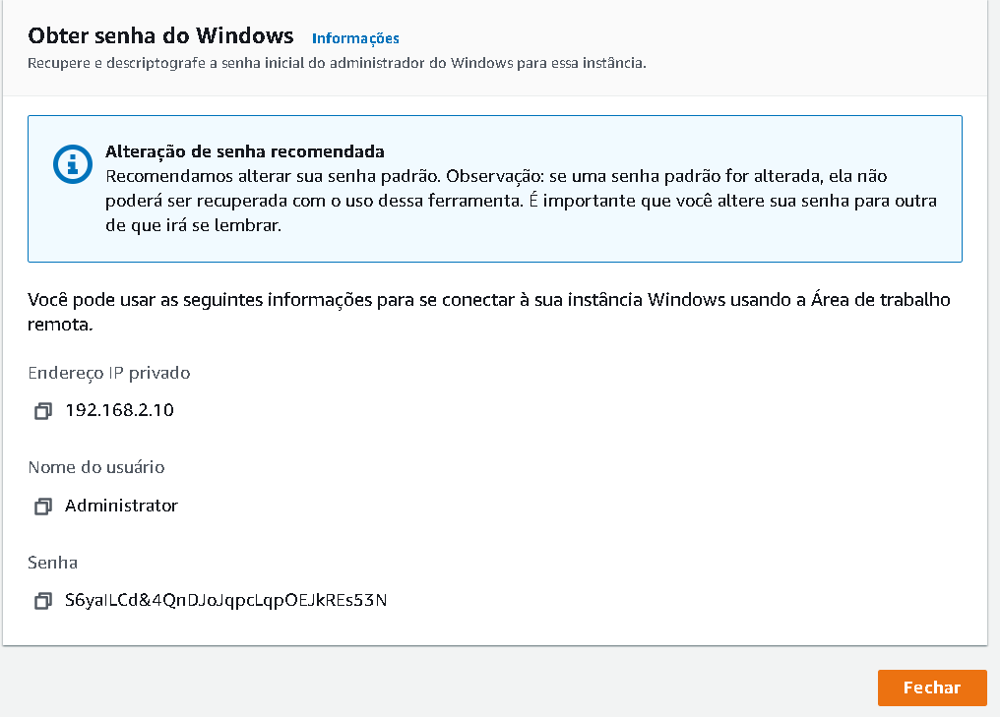 Obter senha do Windows Informações
Recupere e descriptografe a senha inicial do administrador do Windows para essa instância.
Alteração de senha recomendada
Recomendamos alterar sua senha padrão. Observação: se uma senha padrão for alterada, ela não
poderá ser recuperada com o uso dessa ferramenta. É importante que você altere sua senha para outra
de que irá se lembrar.
Você pode usar as seguintes informações para se conectar à sua instância Windows usando a Área de trabalho
remota.
Endereço IP privado
192.168.2.10
Nome do usuário
Administrator
Senha
S6yaILCd&4QnDJoJqpcLqpOEJkREs53N
Fechar